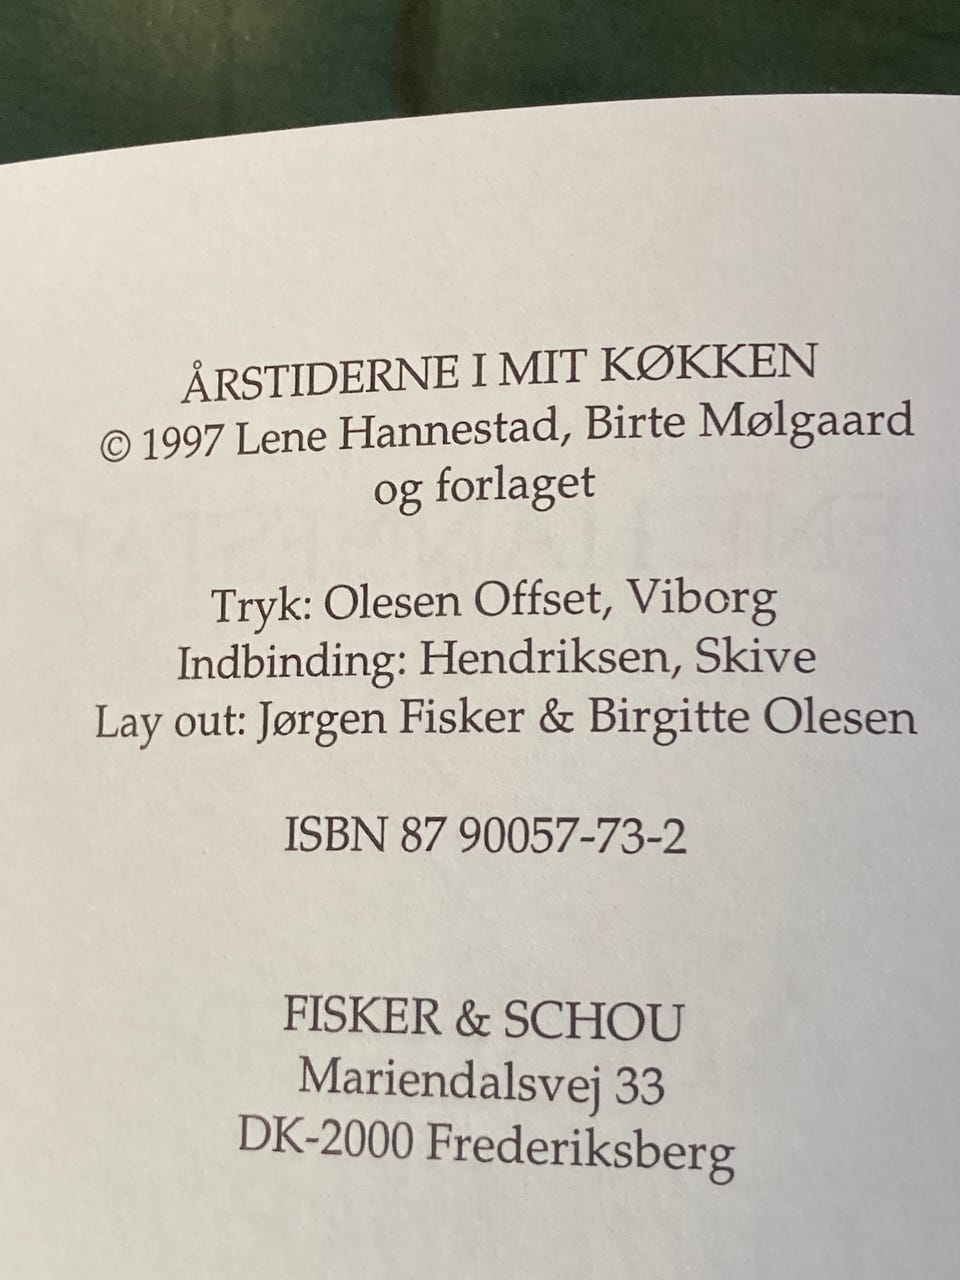 ÅRSTIDERNE I MIT KØKKEN
© 1997 Lene Hannestad, Birte Mølgaard
og forlaget
Tryk: Olesen Offset, Viborg
Indbinding: Hendriksen, Skive
Lay out: Jørgen Fisker & Birgitte Olesen
ISBN 87 90057-73-2
FISKER & SCHOU
Mariendalsvej 33
DK-2000 Frederiksberg